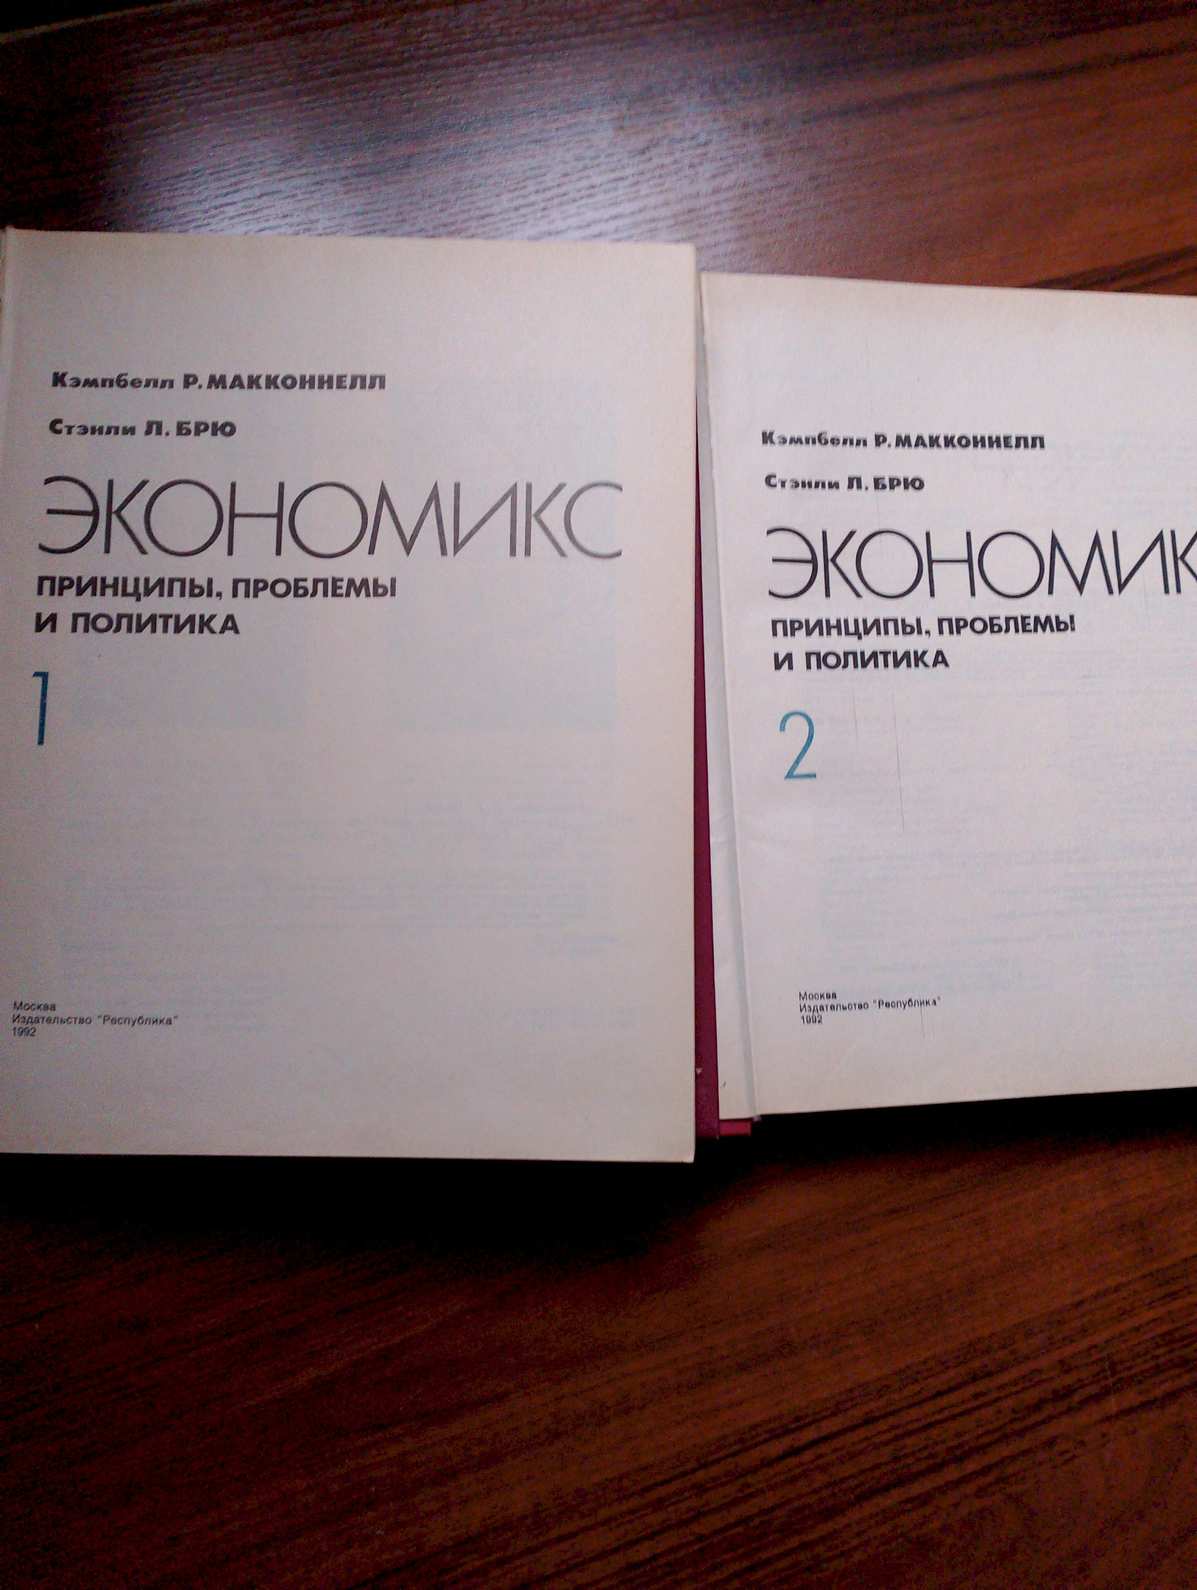 Кэмпбелл Р. МАККОННЕЛЛ
Стэнли Л. БРЮ
ЭКОНОМИКС
ПРИНЦИПЫ, ПРОБЛЕМЫ
И ПОЛИТИКА
1
Москва
Издательство "Республика"
1992
Кэмпбелл Р. МАККОННЕЛЛ
Стэнли Л. БРЮ
ЭКОНОМИК
ПРИНЦИПЫ, ПРОБЛЕМЫ
И ПОЛИТИКА
2
Москва
Издательство "Республика"
1992